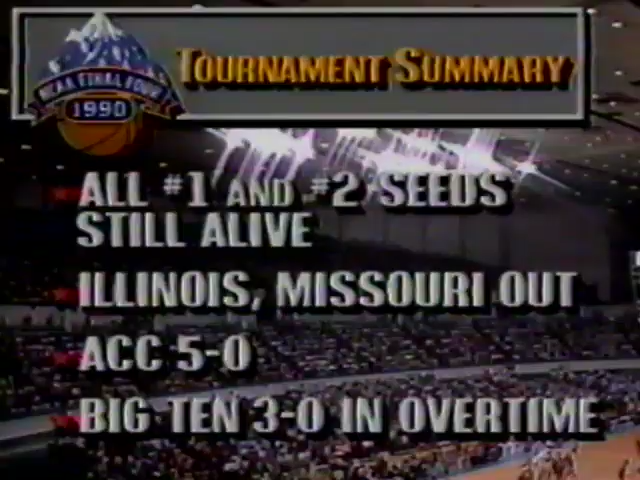 NCAA FINAL FOUR
1990
TOURNAMENT SUMMARY
ALL #1 AND #2 SEEDS
STILL ALIVE
ILLINOIS, MISSOURI OUT
ACC 5-0
BIG TEN 3-0 IN OVERTIME